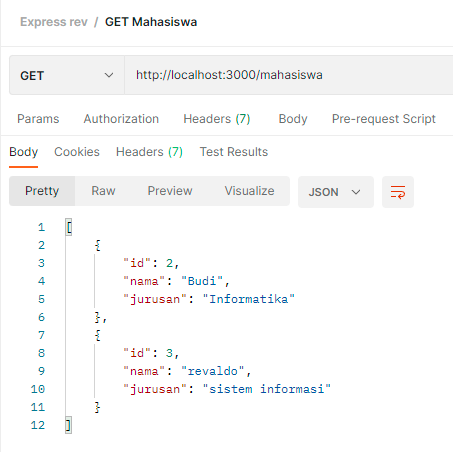 Express rev / GET Mahasiswa
GET http://localhost:3000/mahasiswa
Params Authorization Headers (7) Body Pre-request Script
Body Cookies Headers (7) Test Results
Pretty Raw Preview Visualize JSON
1 [
2 {
3 "id": 2,
4 "nama": "Budi",
5 "jurusan": "Informatika"
6 },
7 {
8 "id": 3,
9 "nama": "revaldo",
10 "jurusan": "sistem informasi"
11 }
12 ]